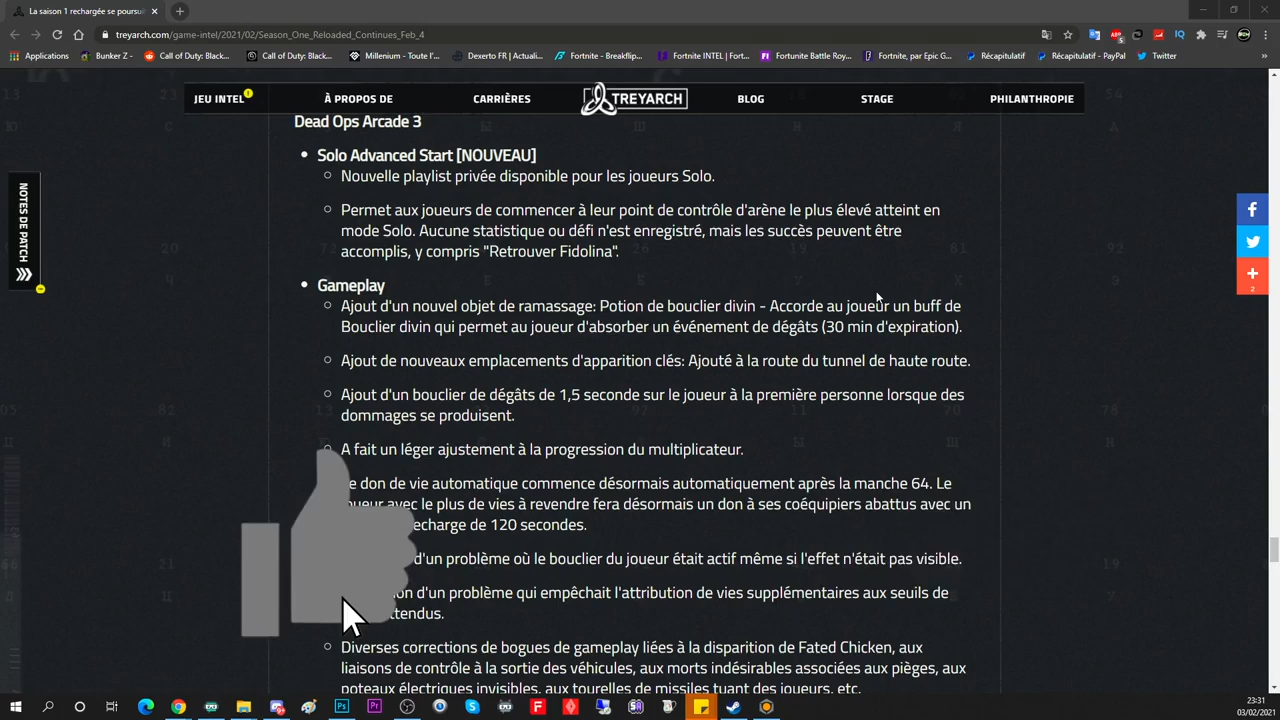 La saison 1 rechargée se poursui
treyarch.com/game-intel/2021/02/Season_One_Reloaded_Continues_Feb_4
Applications
Bunker Z -
Call of Duty: Black...
Call of Duty: Black...
Millenium - Toute l'i...
Dexerto FR | Actuali...
Fortnite - Breakflip...
Fortnite INTEL | Fort...
Fortnite Battle Roy...
Fortnite, par Epic G...
Récapitulatif
Récapitulatif - PayPal
Twitter
JEU INTEL
À PROPOS DE
CARRIÈRES
TREYARCH
BLOG
STAGE
PHILANTHROPIE
NOTES DE PATCH
Dead Ops Arcade 3
Solo Advanced Start [NOUVEAU]
Nouvelle playlist privée disponible pour les joueurs Solo.
Permet aux joueurs de commencer à leur point de contrôle d'arène le plus élevé atteint en
mode Solo. Aucune statistique ou défi n'est enregistré, mais les succès peuvent être
accomplis, y compris "Retrouver Fidolina".
Gameplay
Ajout d'un nouvel objet de ramassage: Potion de bouclier divin - Accorde au joueur un buff de
Bouclier divin qui permet au joueur d'absorber un événement de dégâts (30 min d'expiration).
Ajout de nouveaux emplacements d'apparition clés: Ajouté à la route du tunnel de haute route.
Ajout d'un bouclier de dégâts de 1,5 seconde sur le joueur à la première personne lorsque des
dommages se produisent.
A fait un léger ajustement à la progression du multiplicateur.
don de vie automatique commence désormais automatiquement après la manche 64. Le
avec le plus de vies à revendre fera désormais un don à ses coéquipiers abattus avec un
120 secondes.
d'un problème où le bouclier du joueur était actif même si l'effet n'était pas visible.
d'un problème qui empêchait l'attribution de vies supplémentaires aux seuils de
Diverses corrections de bogues de gameplay liées à la disparition de Fated Chicken, aux
liaisons de contrôle à la sortie des véhicules, aux morts indésirables associées aux pièges, aux
poteaux électriques invisibles, aux tourelles de missiles tuant des joueurs, etc.
2
23:31
03/02/2021